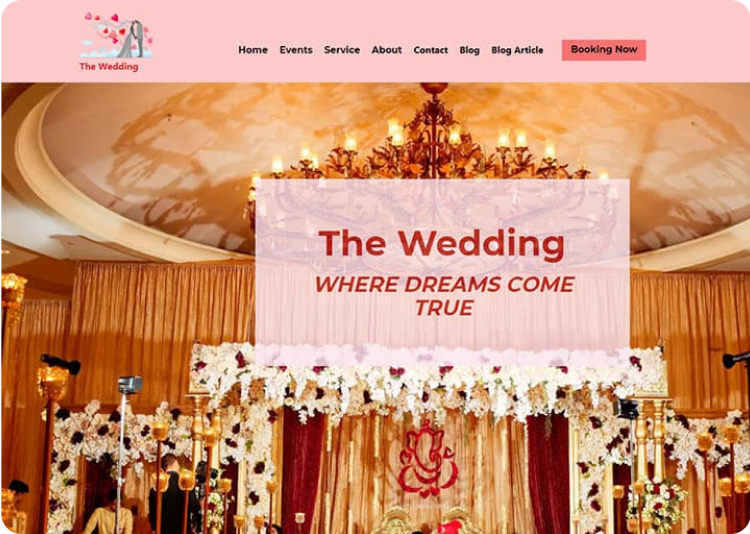 The Wedding
Home Events Service About Contact Blog Blog Article Booking Now
The Wedding
WHERE DREAMS COME
TRUE